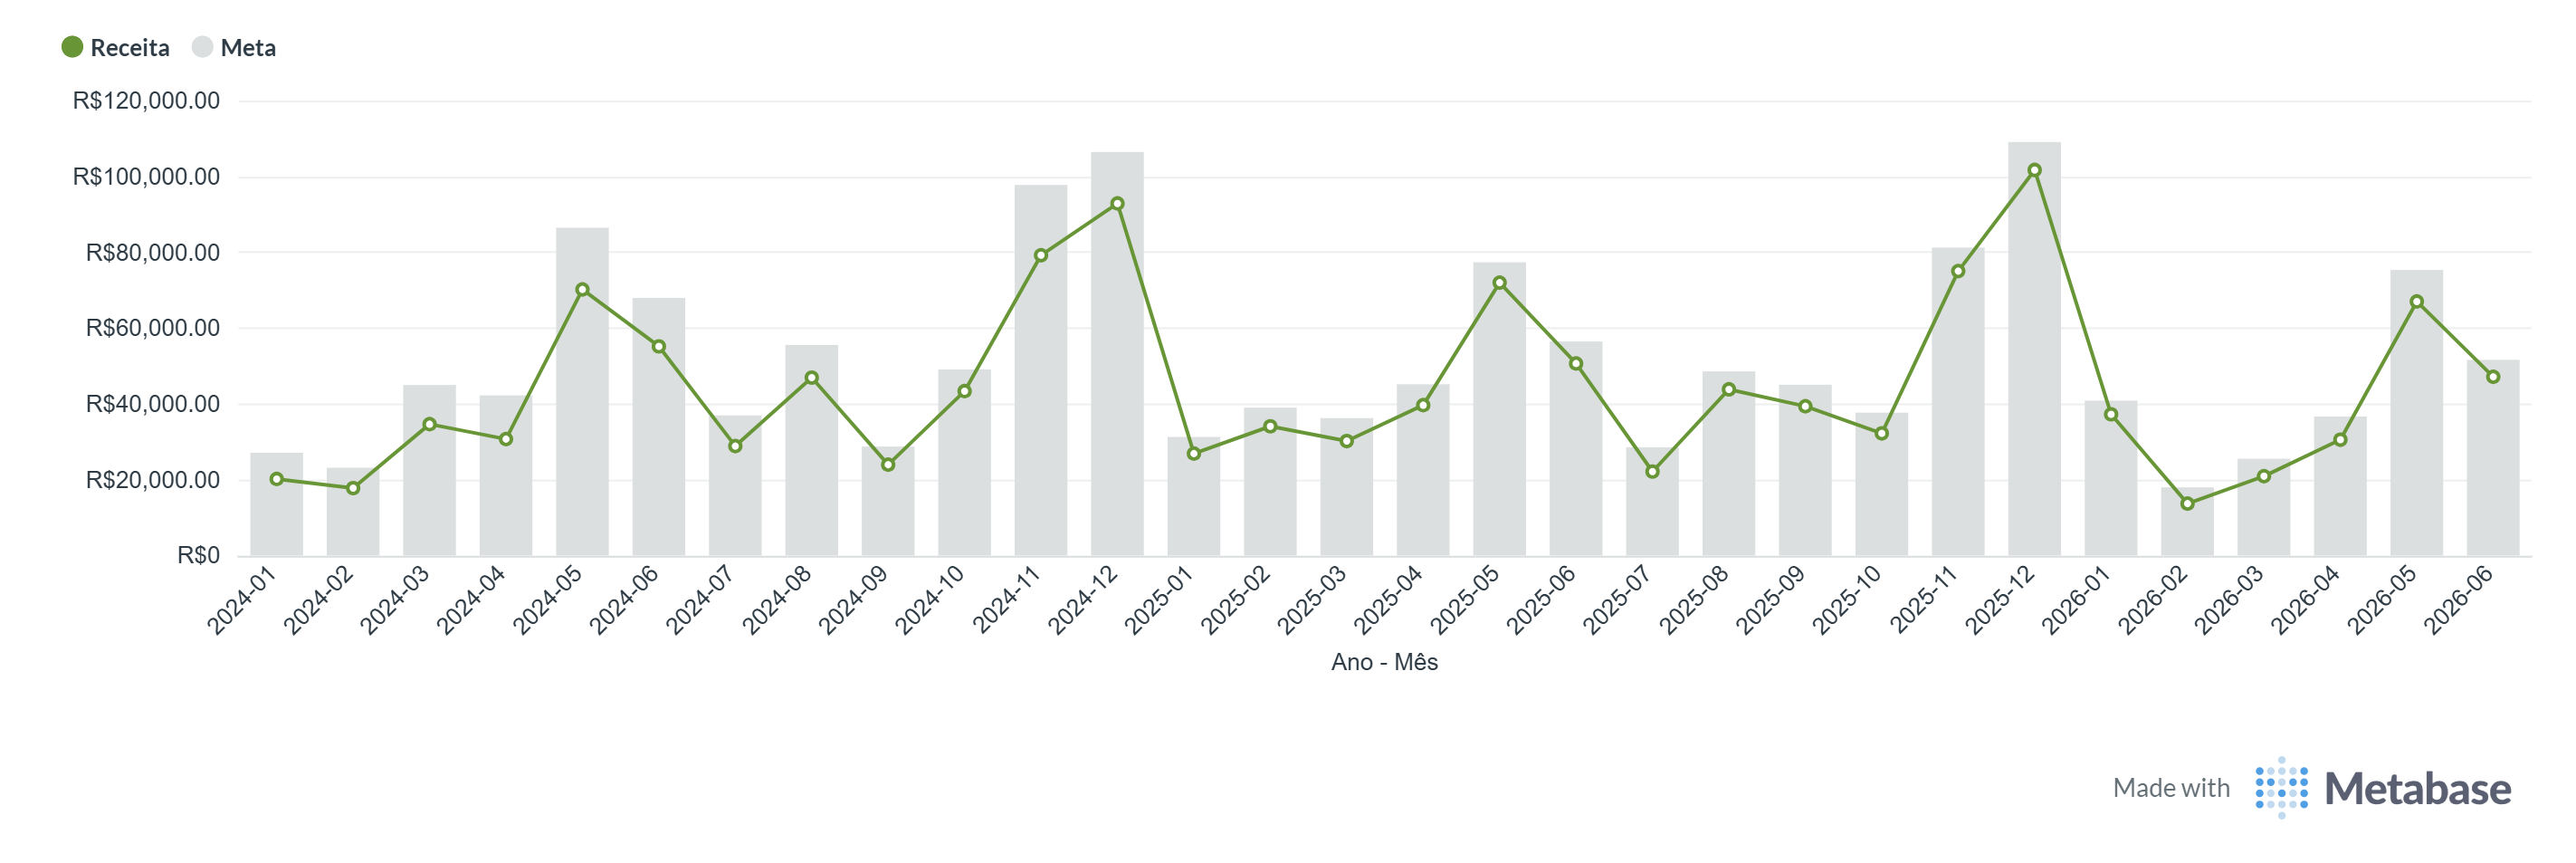 Receita Meta
R$120,000.00
R$100,000.00
R$80,000.00
R$60,000.00
R$40,000.00
R$20,000.00
R$0
2024-01 2024-02 2024-03 2024-04 2024-05 2024-06 2024-07 2024-08 2024-09 2024-10 2024-11 2024-12 2025-01 2025-02 2025-03 2025-04 2025-05 2025-06 2025-07 2025-08 2025-09 2025-10 2025-11 2025-12 2026-01 2026-02 2026-03 2026-04 2026-05 2026-06
Ano - Mês
Made with Metabase